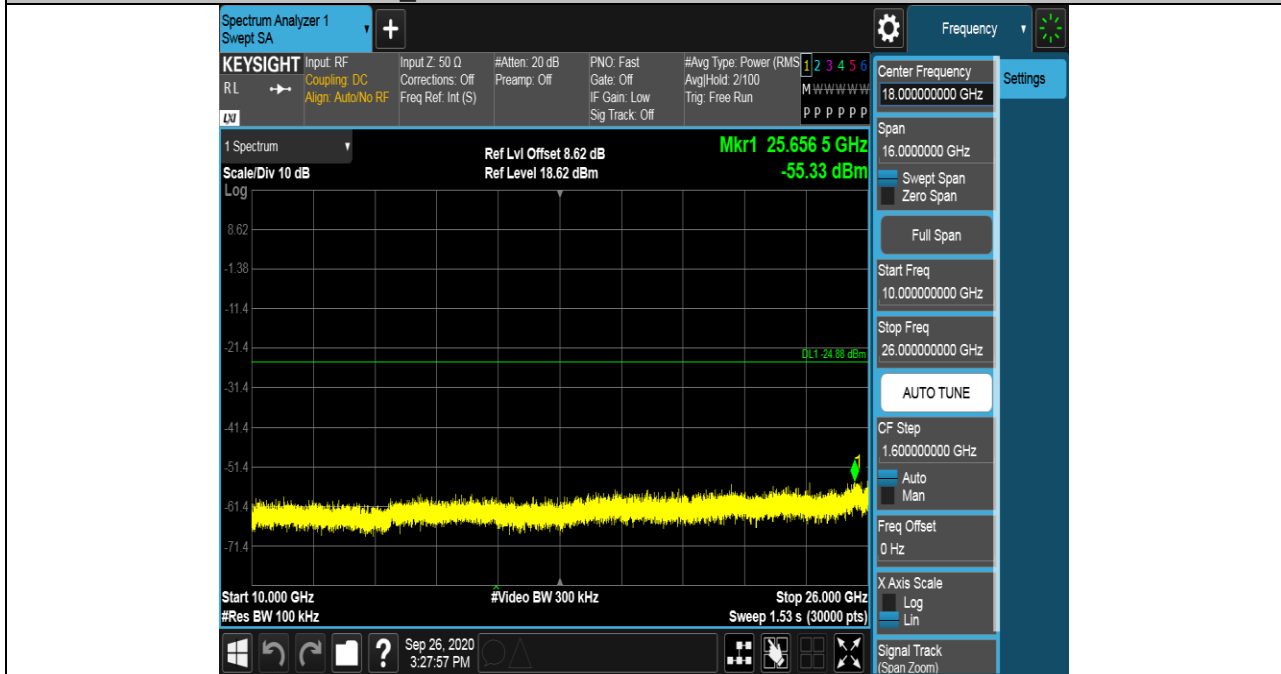 Spectrum Analyzer 1
Swept SA
+
Frequency
KEYSIGHT
RL
LXI
Input: RF
Coupling: DC
Align: Auto/No RF
Input Z: 50 Ω
Corrections: Off
Freq Ref: Int (S)
#Atten: 20 dB
Preamp: Off
PNO: Fast
Gate: Off
IF Gain: Low
Sig Track: Off
#Avg Type: Power (RMS
Avg|Hold: 2/100
Trig: Free Run
1 2 3 4 5 6
M W W W W W
P P P P P P
1 Spectrum
Scale/Div 10 dB
Ref Lvl Offset 8.62 dB
Ref Level 18.62 dBm
Mkr1 25.656 5 GHz
-55.33 dBm
Log
8.62
-1.38
-11.4
-21.4
-31.4
-41.4
-51.4
-61.4
-71.4
DL1 -24.88 dBm
1
Start 10.000 GHz
#Res BW 100 kHz
#Video BW 300 kHz
Stop 26.000 GHz
Sweep 1.53 s (30000 pts)
?
Sep 26, 2020
3:27:57 PM
Center Frequency
18.000000000 GHz
Span
16.0000000 GHz
Swept Span
Zero Span
Full Span
Start Freq
10.000000000 GHz
Stop Freq
26.000000000 GHz
AUTO TUNE
CF Step
1.600000000 GHz
Auto
Man
Freq Offset
0 Hz
X Axis Scale
Log
Lin
Signal Track
(Span Zoom)
Settings